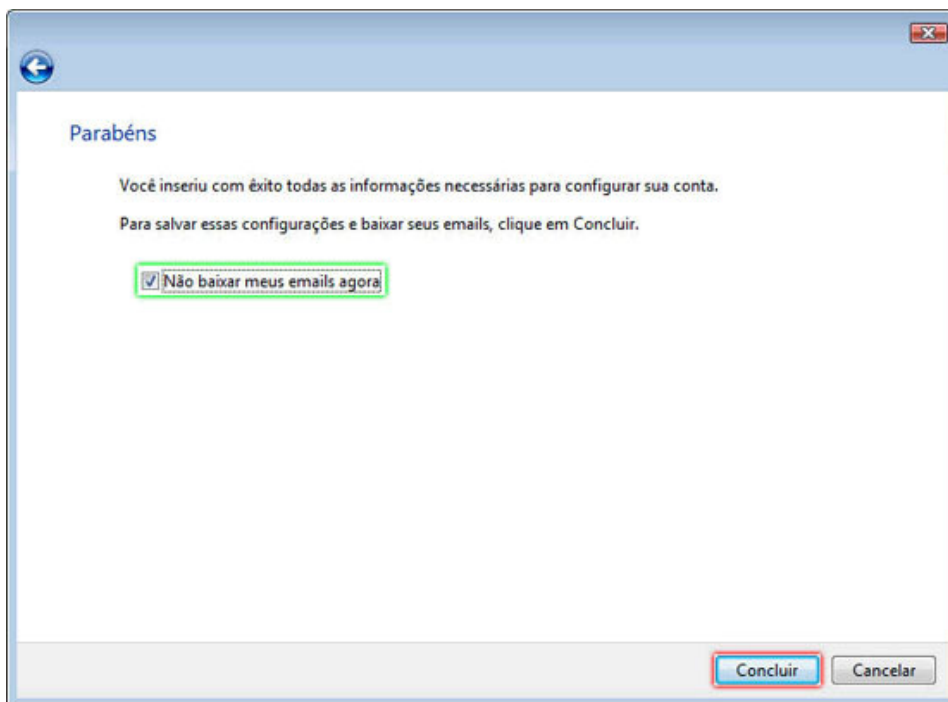 Parabéns
Você inseriu com êxito todas as informações necessárias para configurar sua conta.
Para salvar essas configurações e baixar seus emails, clique em Concluir.
Não baixar meus emails agora
Concluir Cancelar